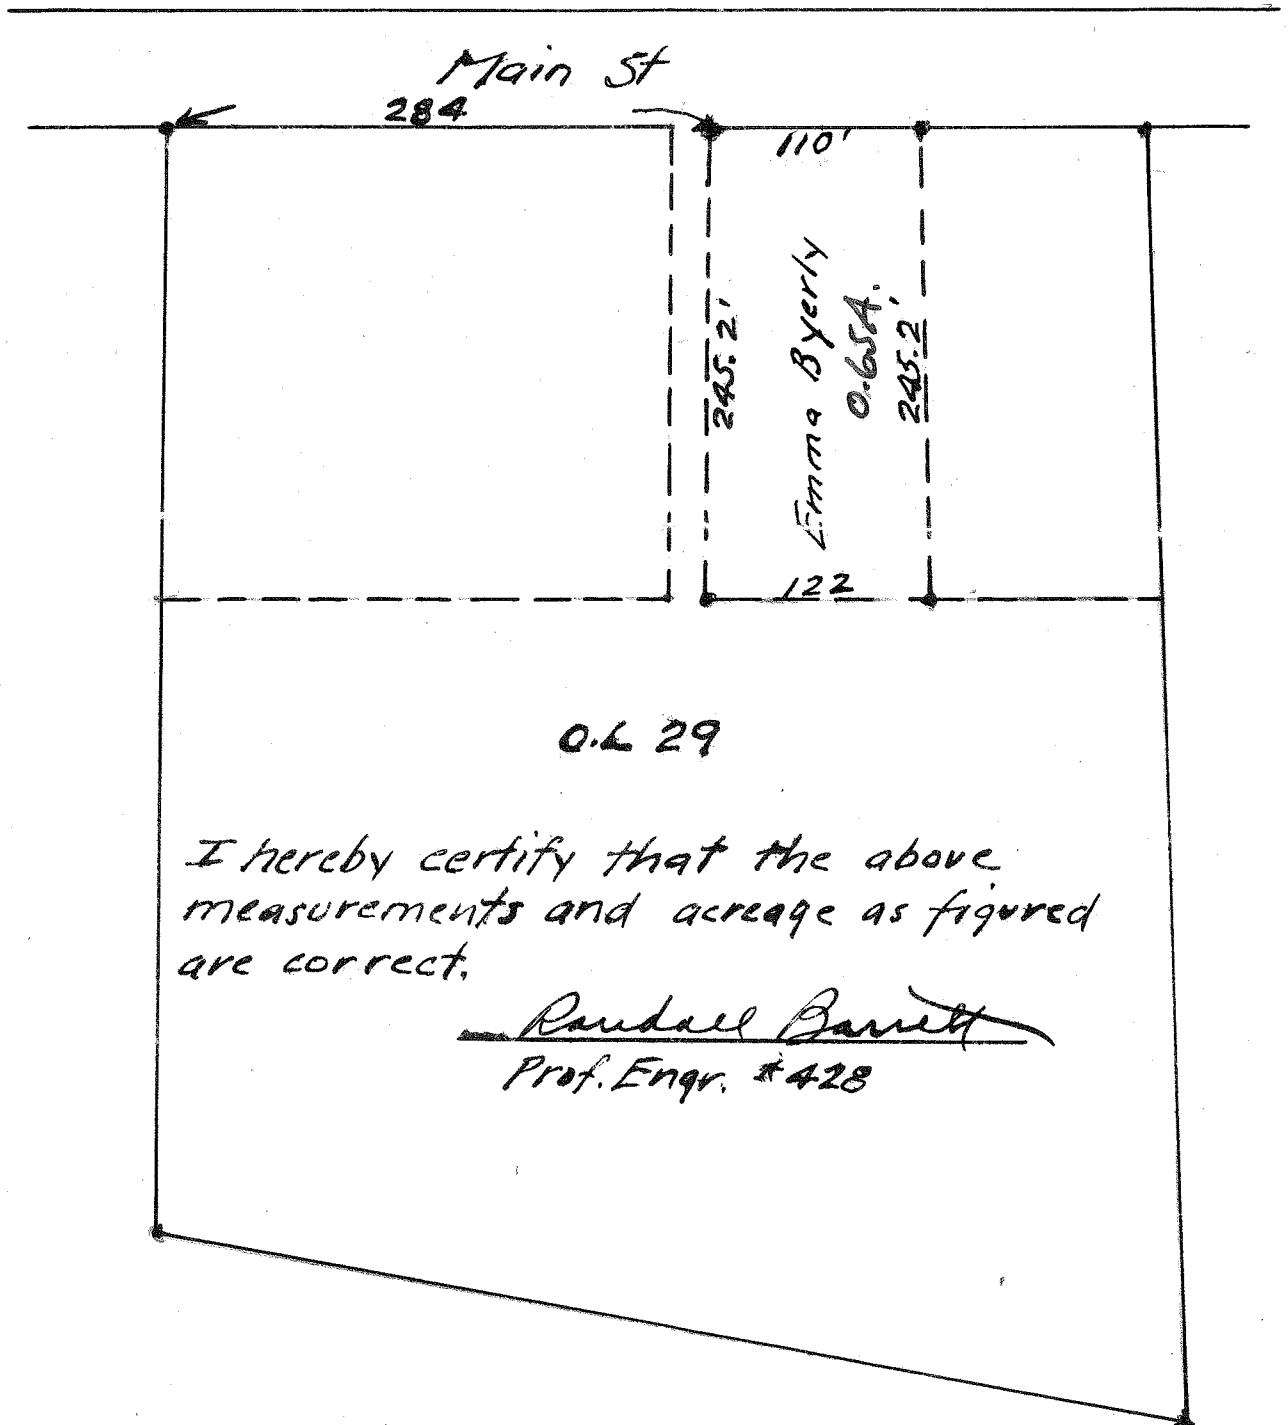 Main St
284
110'
245.2'
Emma Byerly
0.65A.
245.2'
122
O.L 29
I hereby certify that the above
measurements and acreage as figured
are correct.
Randall Barrett
Prof. Engr. #428